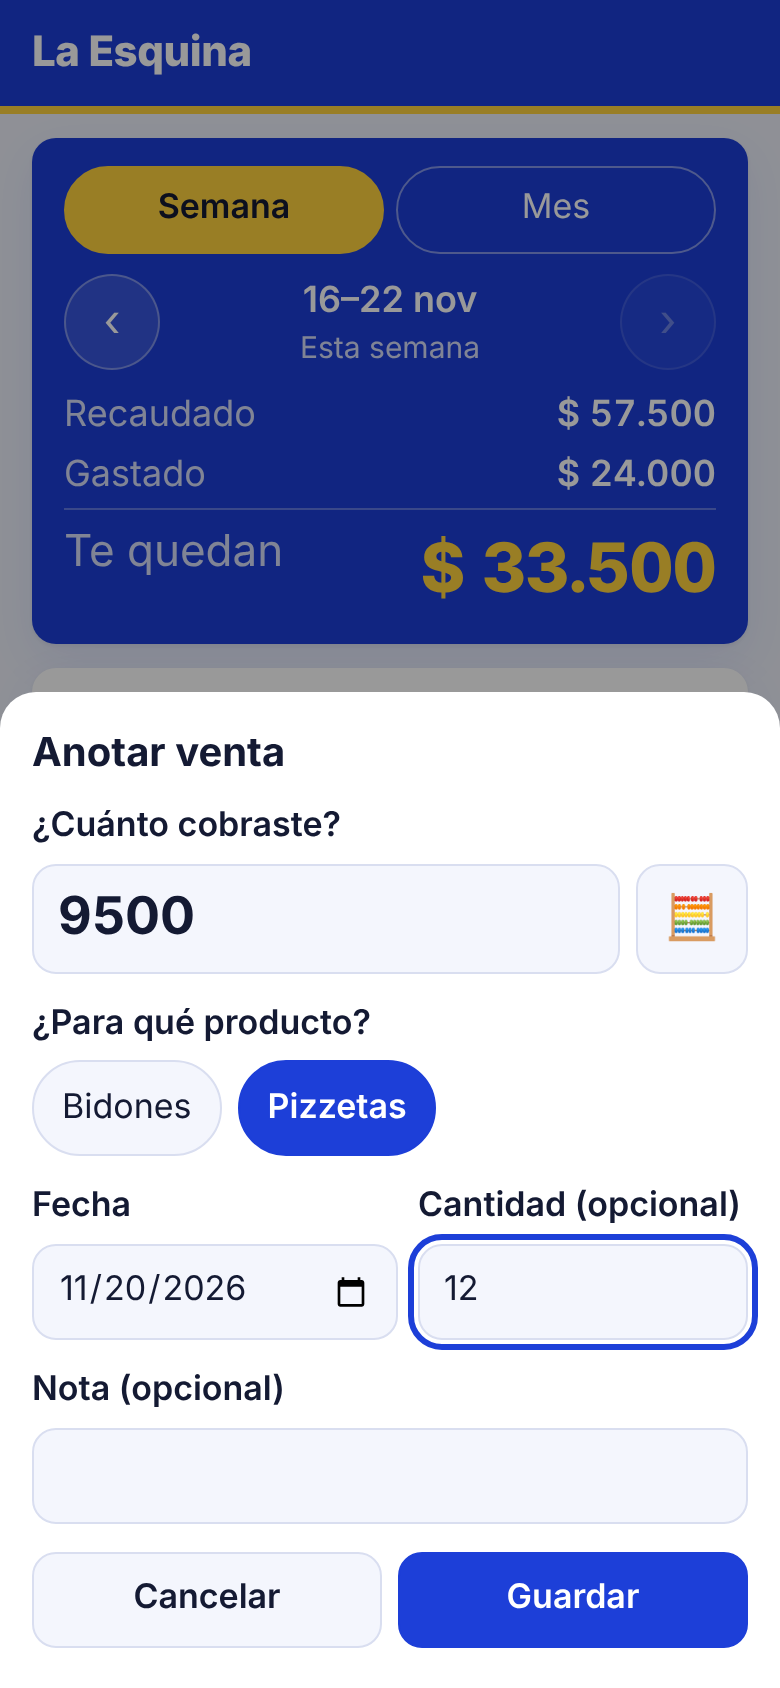 La Esquina
Semana
Mes
‹
16–22 nov
›
Esta semana
Recaudado
$ 57.500
Gastado
$ 24.000
Te quedan
$ 33.500
Anotar venta
¿Cuánto cobraste?
9500
¿Para qué producto?
Bidones
Pizzetas
Fecha
Cantidad (opcional)
11/20/2026
12
Nota (opcional)
Cancelar
Guardar